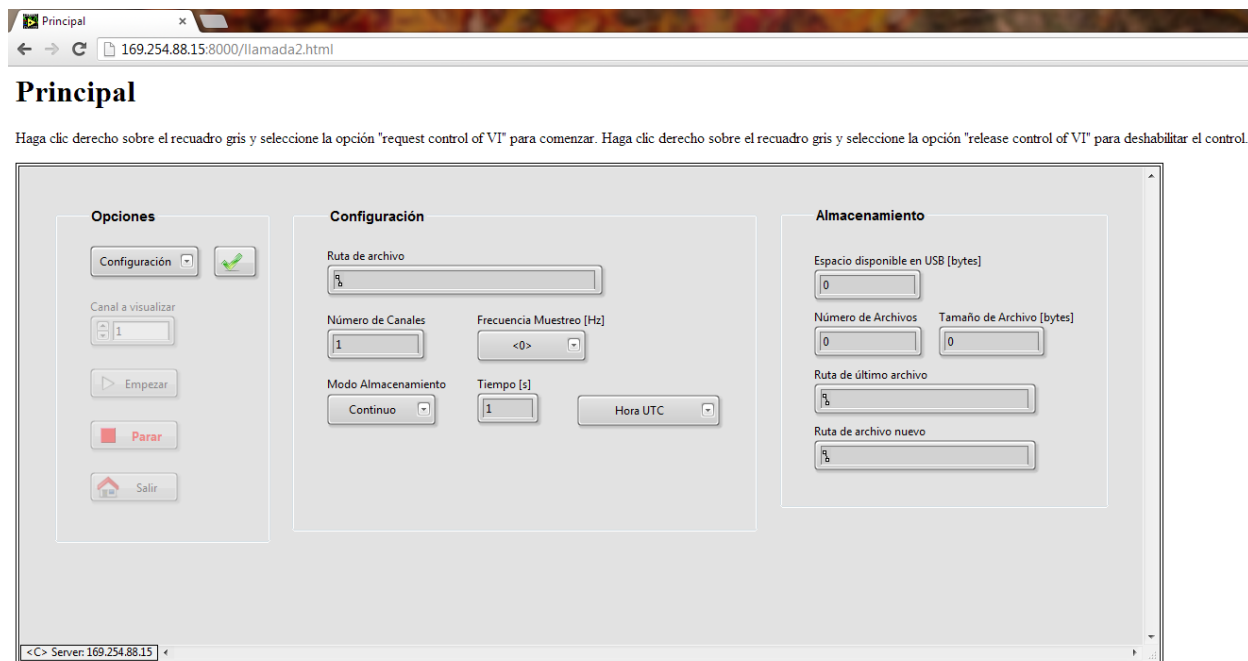 Principal
169.254.88.15:8000/llamada2.html
Principal
Haga clic derecho sobre el recuadro gris y seleccione la opción "request control of VI" para comenzar. Haga clic derecho sobre el recuadro gris y seleccione la opción "release control of VI" para deshabilitar el control.
Opciones
Configuración
Canal a visualizar
1
Empezar
Parar
Salir
Configuración
Ruta de archivo
Número de Canales
Frecuencia Muestreo [Hz]
1
<0>
Modo Almacenamiento
Tiempo [s]
Continuo
1
Hora UTC
Almacenamiento
Espacio disponible en USB [bytes]
0
Número de Archivos
Tamaño de Archivo [bytes]
0
0
Ruta de último archivo
Ruta de archivo nuevo
<C> Server: 169.254.88.15